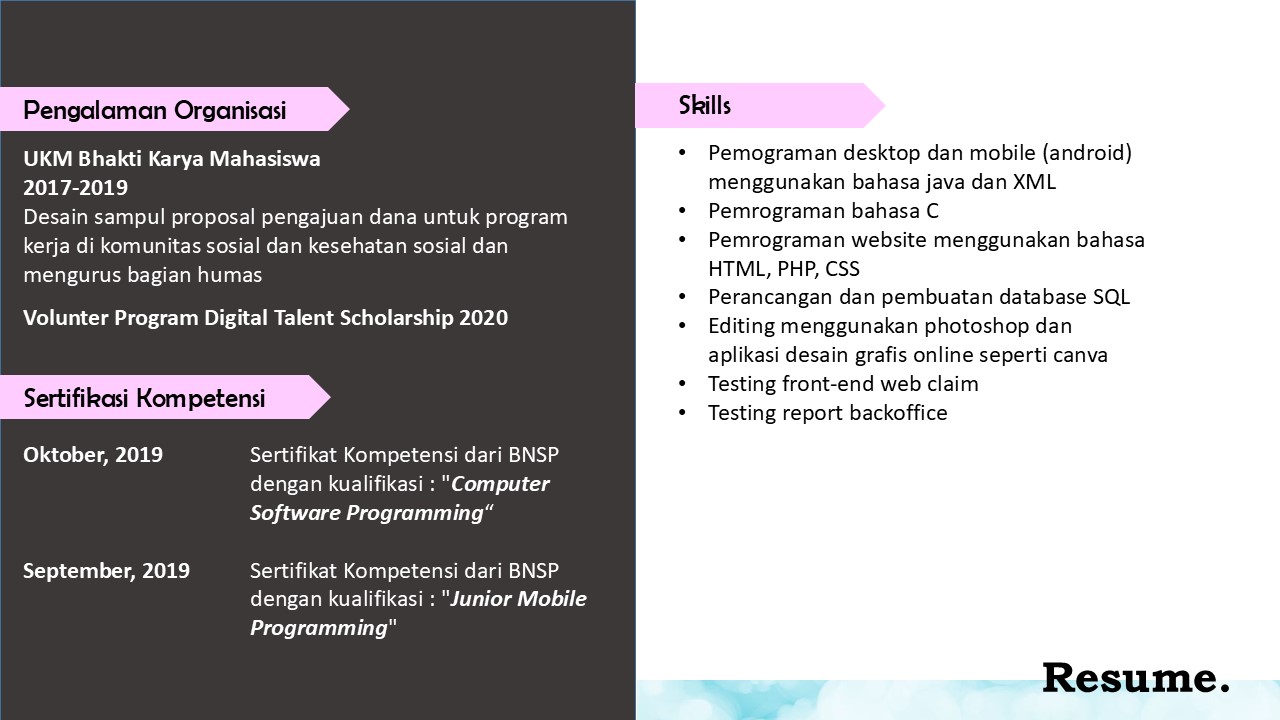 Pengalaman Organisasi
UKM Bhakti Karya Mahasiswa
2017-2019
Desain sampul proposal pengajuan dana untuk program
kerja di komunitas sosial dan kesehatan sosial dan
mengurus bagian humas
Volunter Program Digital Talent Scholarship 2020
Sertifikasi Kompetensi
Oktober, 2019
Sertifikat Kompetensi dari BNSP
dengan kualifikasi : "Computer
Software Programming“
September, 2019
Sertifikat Kompetensi dari BNSP
dengan kualifikasi : "Junior Mobile
Programming"
Skills
• Pemograman desktop dan mobile (android)
menggunakan bahasa java dan XML
• Pemrograman bahasa C
• Pemrograman website menggunakan bahasa
HTML, PHP, CSS
• Perancangan dan pembuatan database SQL
• Editing menggunakan photoshop dan
aplikasi desain grafis online seperti canva
• Testing front-end web claim
• Testing report backoffice
Resume.